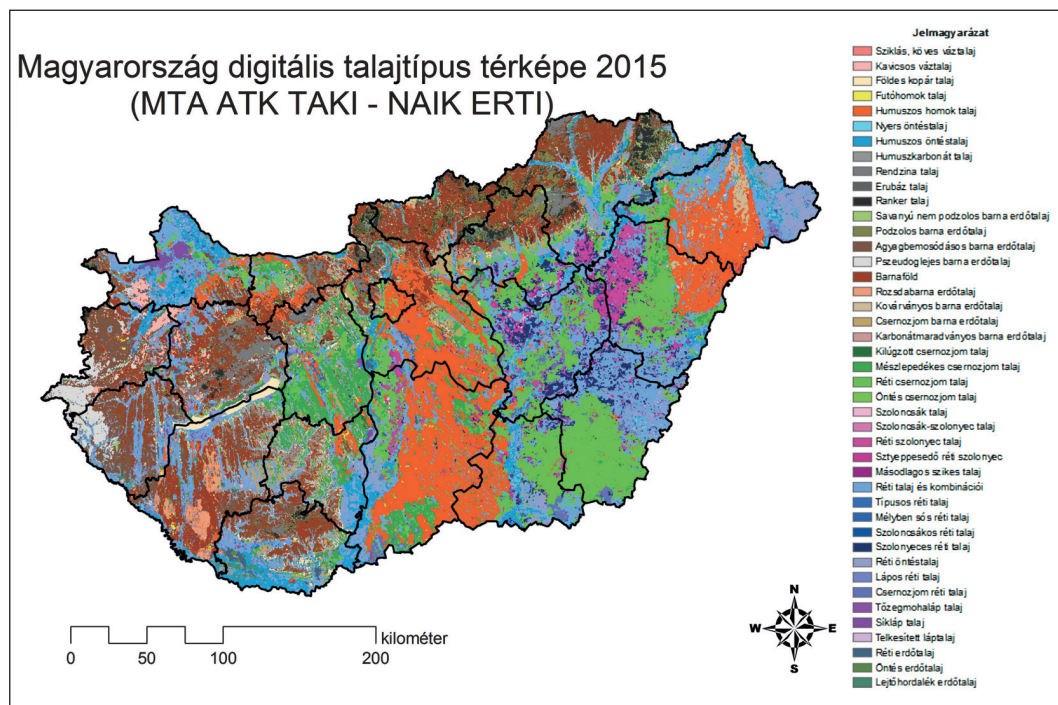 Magyarország digitális talajtípus térképe 2015
(MTA ATK TAKI - NAIK ERTI)
Jelmagyarázat
Sziklás, köves váztalaj
Kavicsos váztalaj
Földes kopár talaj
Futóhomok talaj
Humuszos homok talaj
Nyers öntéstalaj
Humuszos öntéstalaj
Humuszkarbonát talaj
Rendzina talaj
Erubáz talaj
Ranker talaj
Savanyú nem podzolos barna erdőtalaj
Podzolos barna erdőtalaj
Agyagbemosódásos barna erdőtalaj
Pszeudoglejes barna erdőtalaj
Barnaföld
Rozsdabarna erdőtalaj
Kovárványos barna erdőtalaj
Csernozjom barna erdőtalaj
Karbonátmaradványos barna erdőtalaj
Kilúgzott csernozjom talaj
Mészlepedékes csernozjom talaj
Réti csernozjom talaj
Öntés csernozjom talaj
Szoloncsák talaj
Szoloncsák-szolonyec talaj
Réti szolonyec talaj
Sztyeppesedő réti szolonyec
Másodlagos szikes talaj
Réti talaj és kombinációi
Típusos réti talaj
Mélyben sós réti talaj
Szoloncsákos réti talaj
Szolonyeces réti talaj
Réti öntéstalaj
Lápos réti talaj
Csernozjom réti talaj
Tőzegmohaláp talaj
Síkláp talaj
Telkesített láptalaj
Réti erdőtalaj
Öntés erdőtalaj
Lejtőhordalék erdőtalaj
N
W E
S
kilométer
0 50 100 200